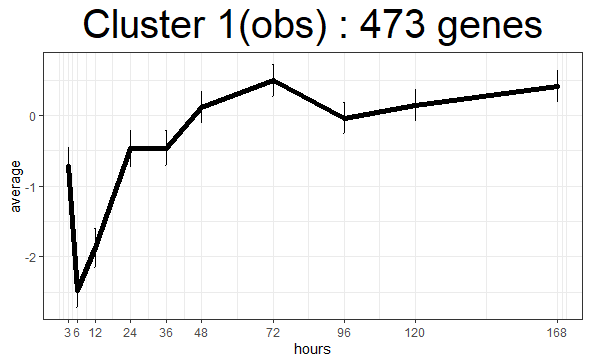 Cluster 1(obs) : 473 genes
0
-1
-2
average
3 6 12 24 36 48 72 96 120 168
hours